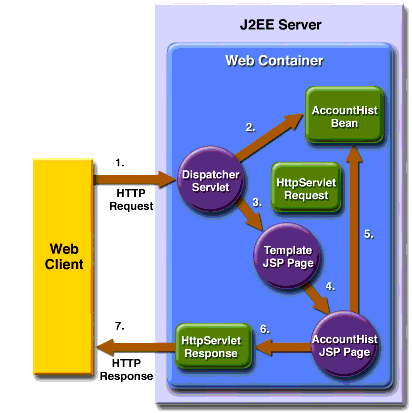 J2EE Server
Web Container
AccountHist
Bean
2.
1.
HTTP
Request
Dispatcher
Servlet
HttpServlet
Request
3.
5.
Web
Client
Template
JSP Page
4.
7.
HTTP
Response
HttpServlet
Response
6.
AccountHist
JSP Page